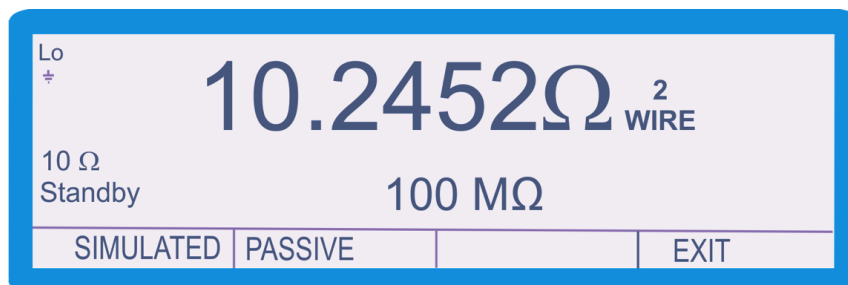 Lo
10.2452Ω 2 WIRE
10 Ω
Standby
100 MΩ
SIMULATED PASSIVE EXIT